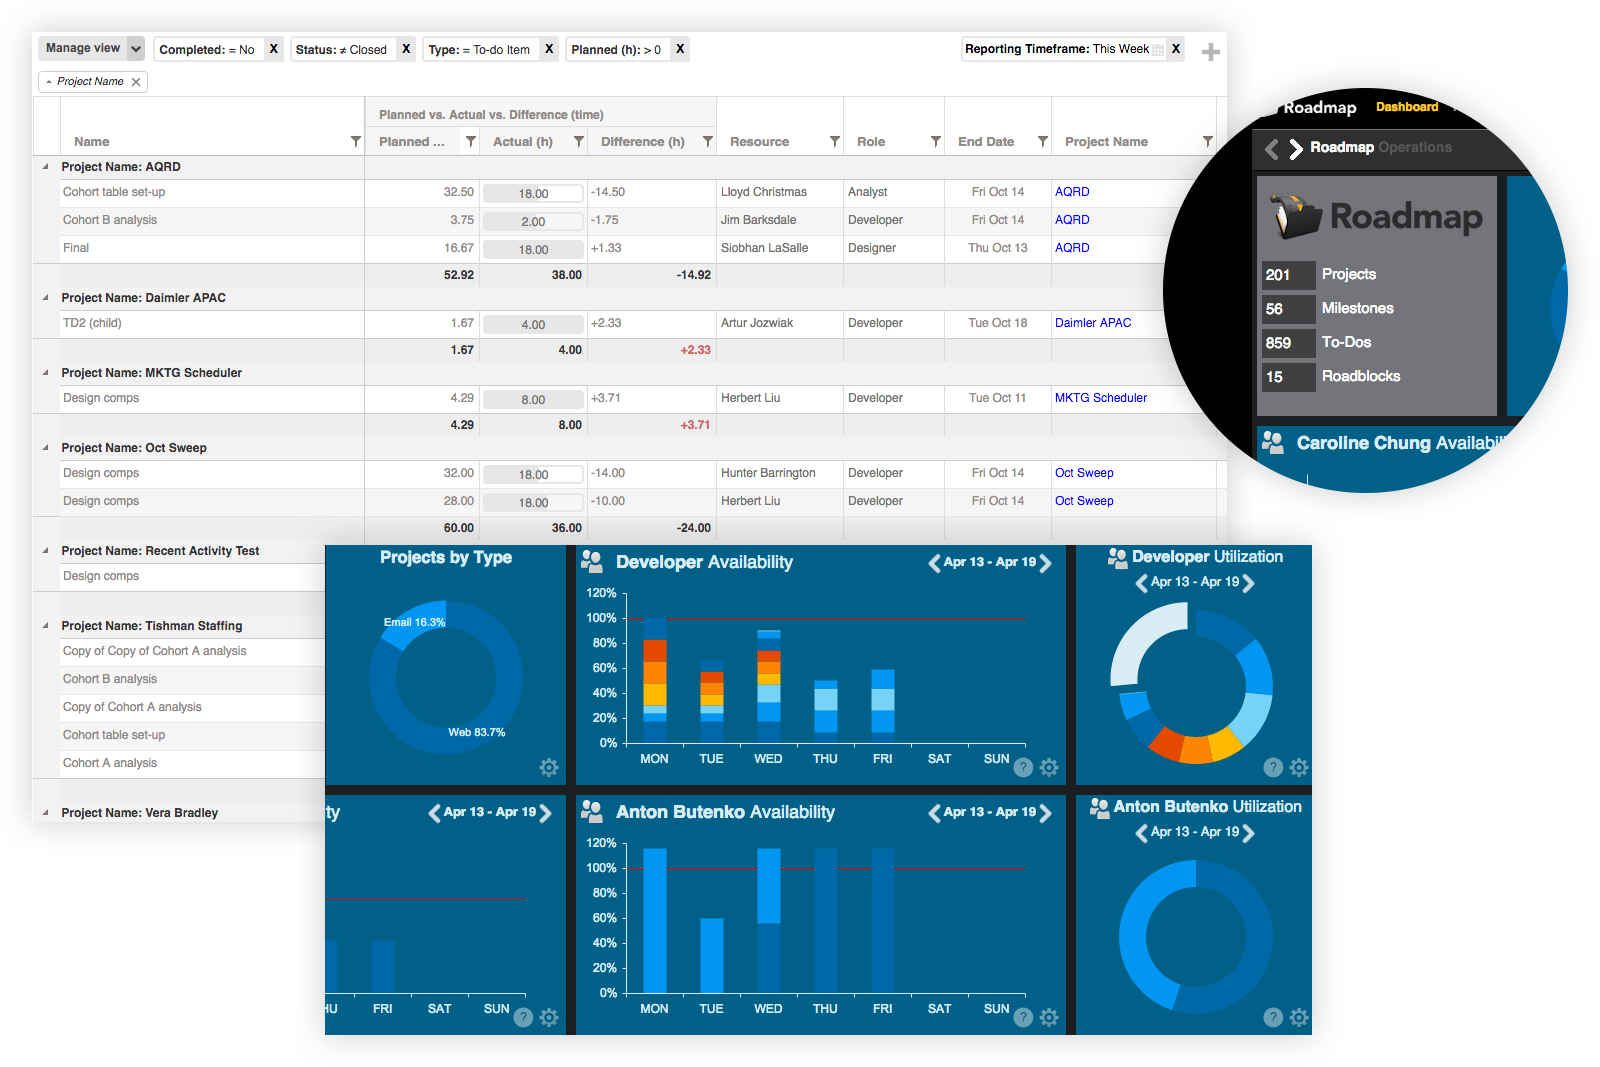 Manage view Completed: = No X Status: ≠ Closed X Type: = To-do Item X Planned (h): > 0 X Reporting Timeframe: This Week X
Project Name
Planned vs. Actual vs. Difference (time)
Name Planned ... Actual (h) Difference (h) Resource Role End Date Project Name
Project Name: AQRD
Cohort table set-up 32.50 18.00 -14.50 Lloyd Christmas Analyst Fri Oct 14 AQRD
Cohort B analysis 3.75 2.00 -1.75 Jim Barksdale Developer Fri Oct 14 AQRD
Final 16.67 18.00 +1.33 Siobhan LaSalle Designer Thu Oct 13 AQRD
52.92 38.00 -14.92
Project Name: Daimler APAC
TD2 (child) 1.67 4.00 +2.33 Artur Jozwiak Developer Tue Oct 18 Daimler APAC
1.67 4.00 +2.33
Project Name: MKTG Scheduler
Design comps 4.29 8.00 +3.71 Herbert Liu Developer Tue Oct 11 MKTG Scheduler
4.29 8.00 +3.71
Project Name: Oct Sweep
Design comps 32.00 18.00 -14.00 Hunter Barrington Developer Fri Oct 14 Oct Sweep
Design comps 28.00 18.00 -10.00 Herbert Liu Developer Fri Oct 14 Oct Sweep
60.00 36.00 -24.00
Project Name: Recent Activity Test
Design comps
Project Name: Tishman Staffing
Copy of Copy of Cohort A analysis
Cohort B analysis
Copy of Cohort A analysis
Cohort table set-up
Cohort A analysis
Project Name: Vera Bradley
Roadmap Dashboard
Roadmap Operations
Roadmap
201 Projects
56 Milestones
859 To-Dos
15 Roadblocks
Caroline Chung Availabili
Projects by Type
Email 16.3%
Web 83.7%
Developer Availability Apr 13 - Apr 19
120%
100%
80%
60%
40%
20%
0%
MON TUE WED THU FRI SAT SUN ?
Developer Utilization
Apr 13 - Apr 19
?
ty Apr 13 - Apr 19
HU FRI SAT SUN ?
Anton Butenko Availability Apr 13 - Apr 19
120%
100%
80%
60%
40%
20%
0%
MON TUE WED THU FRI SAT SUN ?
Anton Butenko Utilization
Apr 13 - Apr 19
?